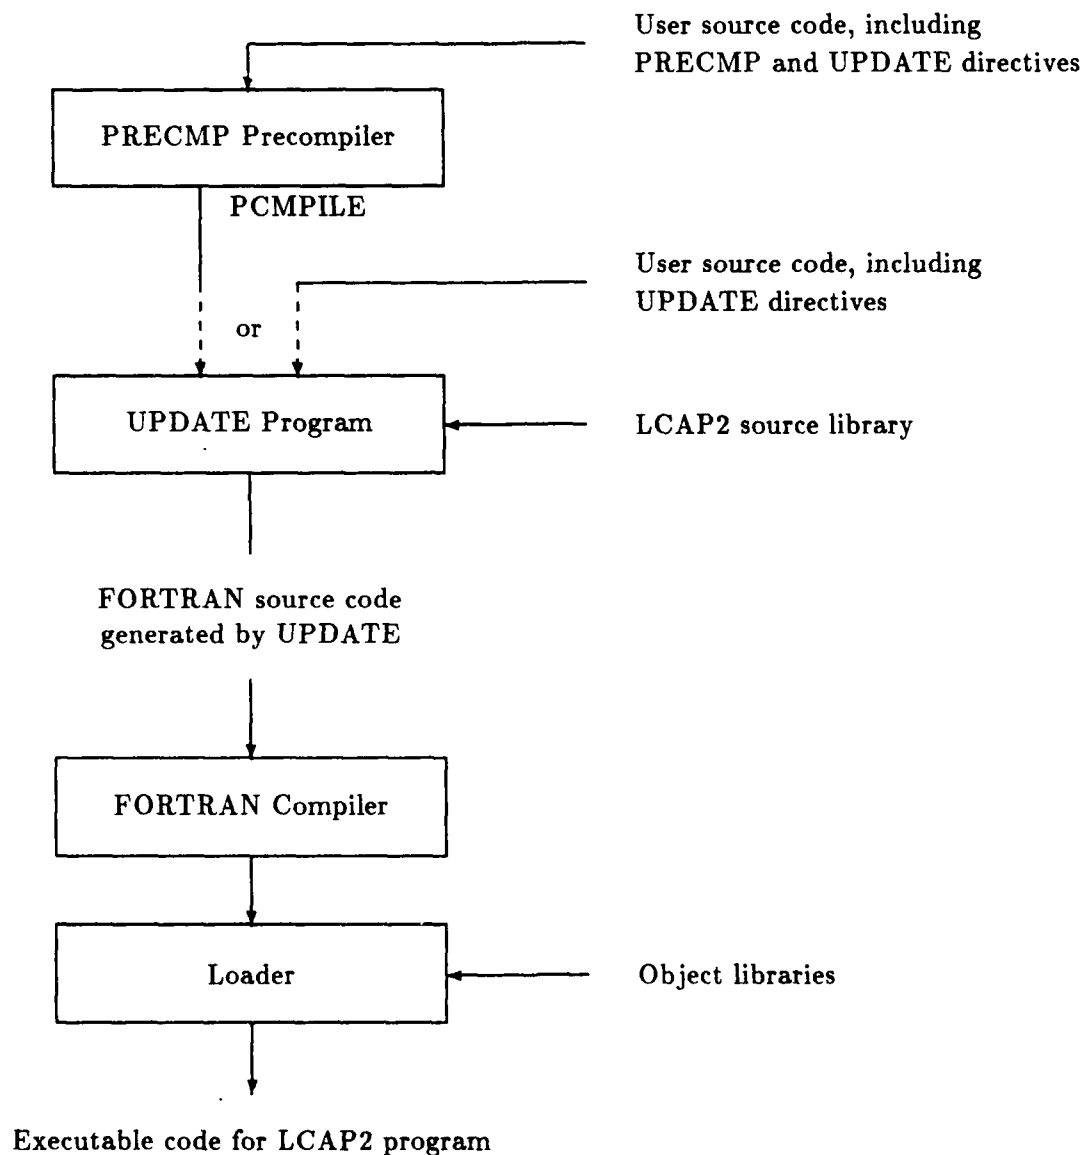 User source code, including
PRECMP and UPDATE directives
PRECMP Precompiler
PCMPILE
User source code, including
UPDATE directives
or
UPDATE Program
LCAP2 source library
FORTRAN source code
generated by UPDATE
FORTRAN Compiler
Loader
Object libraries
Executable code for LCAP2 program